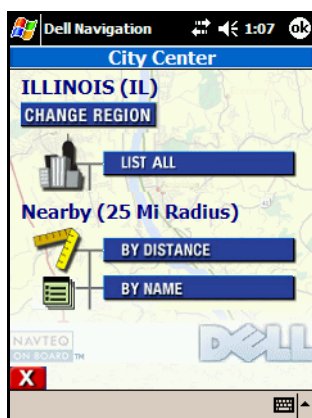 Dell Navigation 1:07 ok
City Center
ILLINOIS (IL)
CHANGE REGION
LIST ALL
Nearby (25 Mi Radius)
BY DISTANCE
BY NAME
NAVTEQ
ON BOARD TM
DELL
X